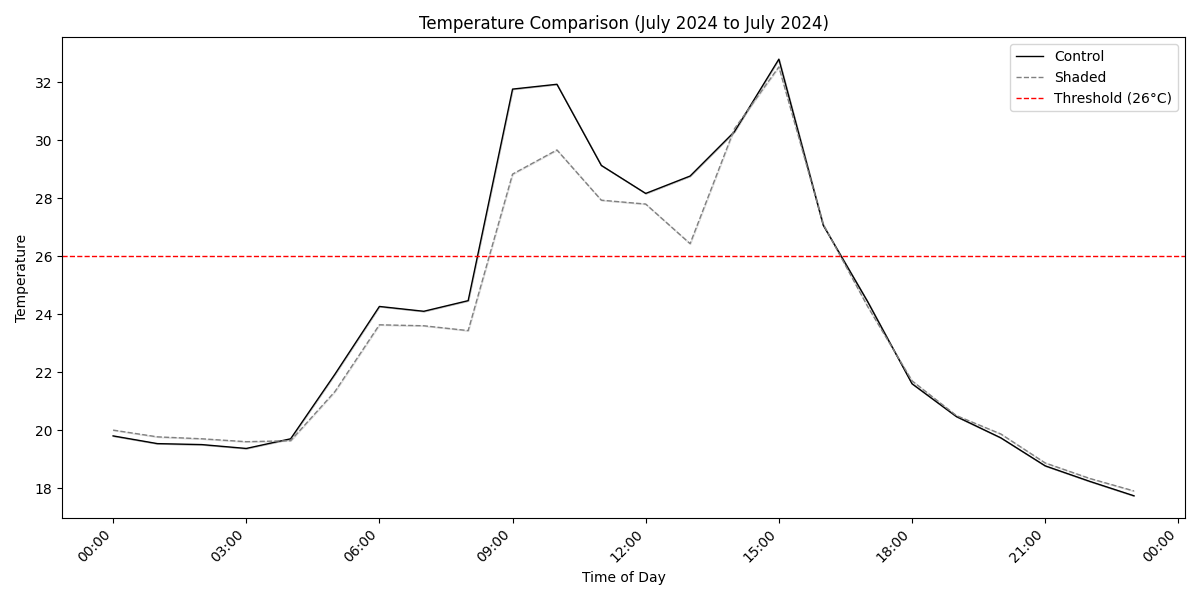 Temperature Comparison (July 2024 to July 2024)
Control
Shaded
Threshold (26°C)
Temperature
32
30
28
26
24
22
20
18
00:00
03:00
06:00
09:00
12:00
15:00
18:00
21:00
00:00
Time of Day